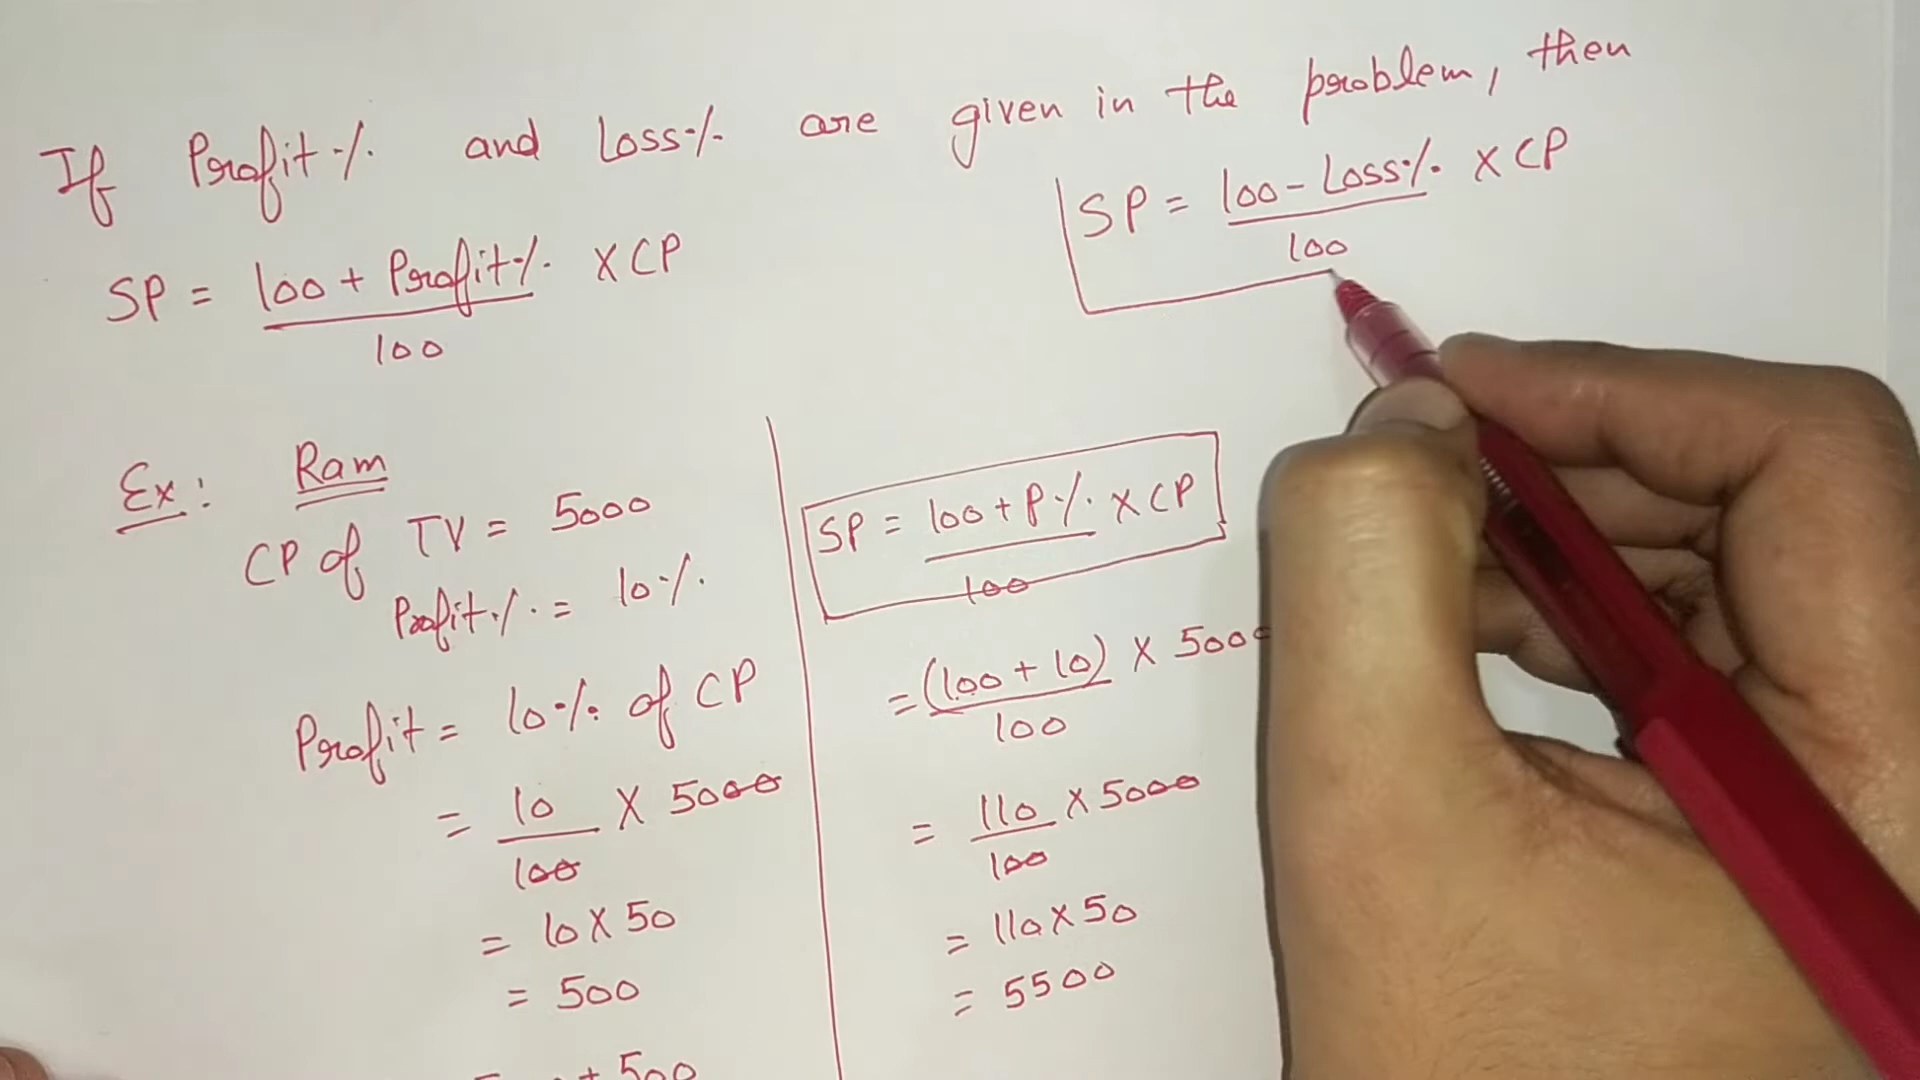 If Profit% and Loss% are given in the problem, then
SP = 100 + Profit% X CP
100
SP = 100 - Loss% X CP
100
Ex: Ram
CP of TV = 5000
Profit% = 10%
Profit = 10% of CP
= 10 X 5000
100
= 10 X 50
= 500
+ 500
SP = 100 + P% X CP
100
= (100 + 10) X 5000
100
= 110 X 5000
100
= 110 X 50
= 5500